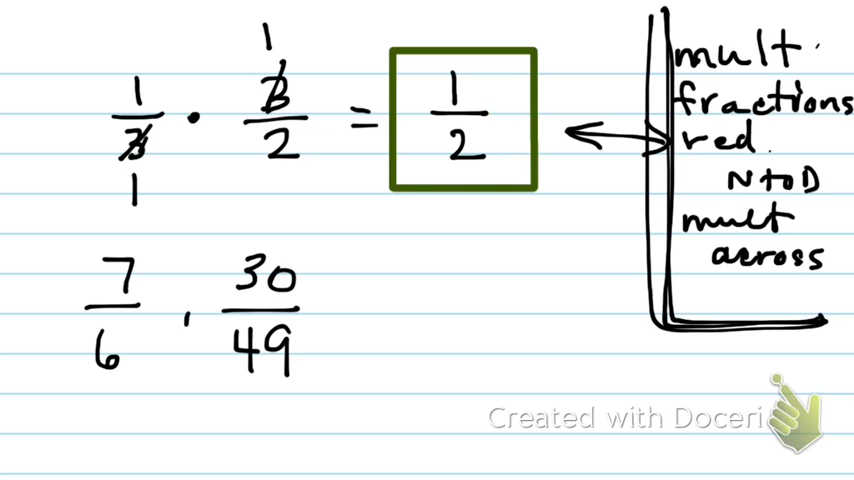 1/3 · 3/2 = 1/2
1
1
7/6 · 30/49
mult.
fractions
red.
N to D
mult
across
Created with Doceri